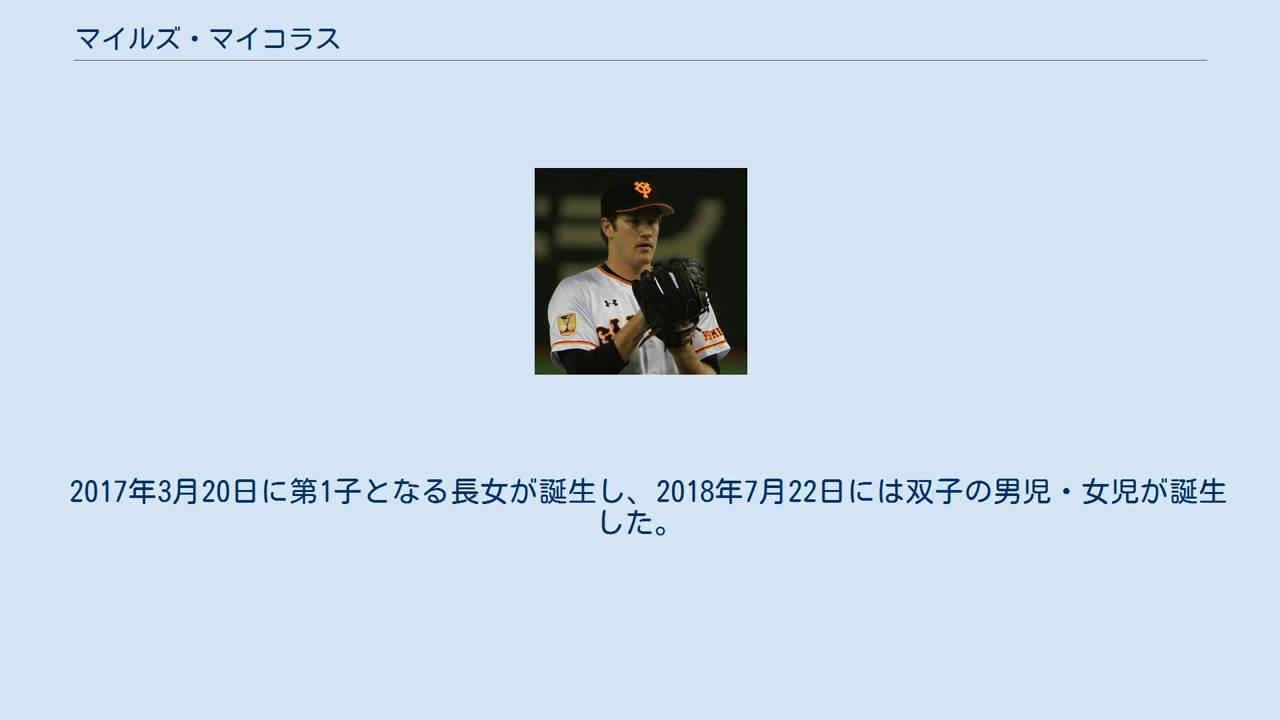 マイルズ・マイコラス
2017年3月20日に第1子となる長女が誕生し、2018年7月22日には双子の男児・女児が誕生
した。